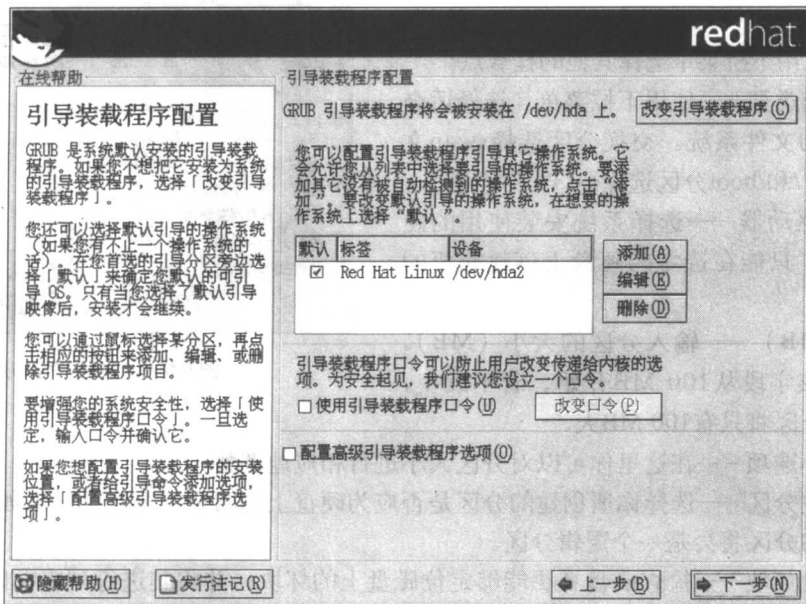 redhat
在线帮助
引导装载程序配置
GRUB 是系统默认安装的引导装载
程序。如果您不想把它安装为系统
的引导装载程序，选择「改变引导
装载程序」。
您还可以选择默认引导的操作系统
（如果您有不止一个操作系统的
话）。在您首选的引导分区旁边选
择「默认」来确定您默认的可引
导 OS。只有当您选择了默认引导
映像后，安装才会继续。
您可以通过鼠标选择某分区，再点
击相应的按钮来添加、编辑、或删
除引导装载程序项目。
要增强您的系统安全性，选择「使
用引导装载程序口令」。一旦选
定，输入口令并确认它。
如果您想配置引导装载程序的安装
位置，或者给引导命令添加选项，
选择「配置高级引导装载程序选
项」。
引导装载程序配置
GRUB 引导装载程序将会被安装在 /dev/hda 上。 改变引导装载程序(C)
您可以配置引导装载程序引导其它操作系统。它
会允许您从列表中选择要引导的操作系统。要添
加其它没有被自动检测到的操作系统，点击“添
加”。要改变默认引导的操作系统，在想要的操
作系统上选择“默认”。
默认 标签 设备
Red Hat Linux /dev/hda2
添加(A)
编辑(E)
删除(D)
引导装载程序口令可以防止用户改变传递给内核的选
项。为安全起见，我们建议您设立一个口令。
使用引导装载程序口令(U) 改变口令(P)
配置高级引导装载程序选项(O)
隐藏帮助(H) 发行注记(R) 上一步(B) 下一步(N)